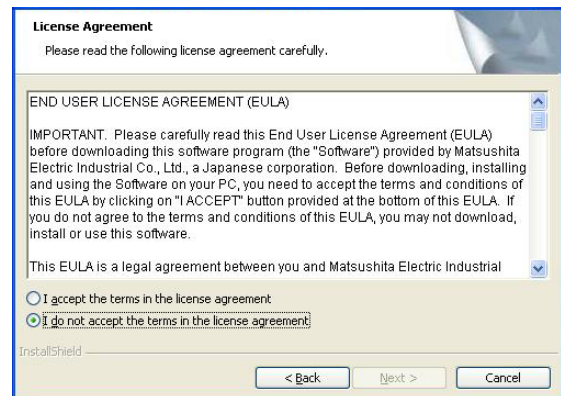 License Agreement
Please read the following license agreement carefully.
END USER LICENSE AGREEMENT (EULA)
IMPORTANT.  Please carefully read this End User License Agreement (EULA)
before downloading this software program (the "Software") provided by Matsushita
Electric Industrial Co., Ltd., a Japanese corporation.  Before downloading, installing
and using the Software on your PC, you need to accept the terms and conditions of
this EULA by clicking on "I ACCEPT" button provided at the bottom of this EULA.  If
you do not agree to the terms and conditions of this EULA, you may not download,
install or use this software.
This EULA is a legal agreement between you and Matsushita Electric Industrial
I accept the terms in the license agreement
I do not accept the terms in the license agreement
InstallShield
< Back
Next >
Cancel